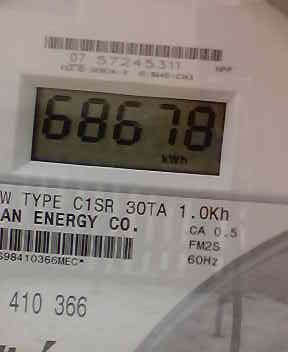 07 57245311
68678
kWh
W TYPE C1SR 30TA 1.0Kh
AN ENERGY CO.
CA 0.5
FM2S
60Hz
698410366MEC*
410 366